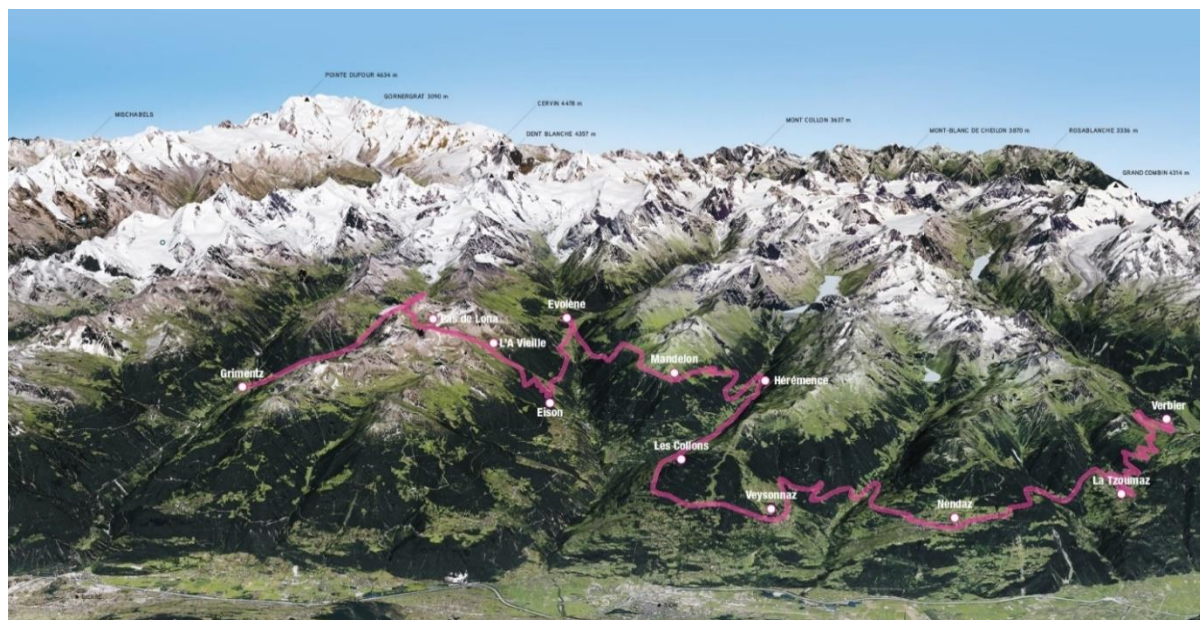 POINTE DUFOUR 4634 m
GORNERGRAT 3090 m
CERVIN 4478 m
MISCHABELS
MONT COLLON 3637 m
DENT BLANCHE 4357 m
MONT-BLANC DE CHEILON 3870 m
ROSABLANCHE 3336 m
GRAND COMBIN 4314 m
Evolène
Pas de Lona
L'A Vieille
Mandelon
Grimentz
Hérémence
Eison
Verbier
Les Collons
La Tzoumaz
Veysonnaz
Nendaz